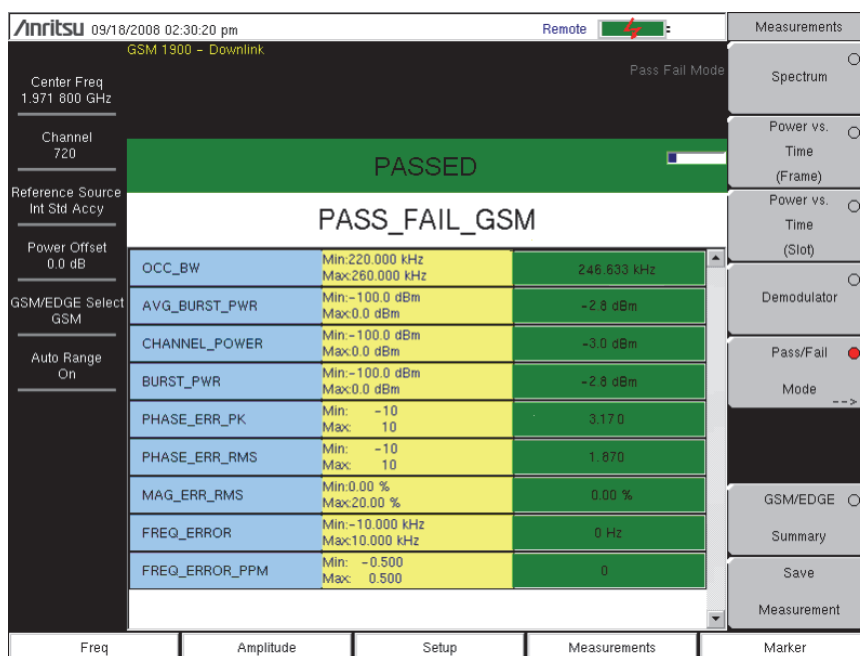 Anritsu 09/18/2008 02:30:20 pm
Remote
Measurements
GSM 1900 - Downlink
Pass Fail Mode
Center Freq
1.971 800 GHz
Channel
720
Reference Source
Int Std Accy
Power Offset
0.0 dB
GSM/EDGE Select
GSM
Auto Range
On
PASSED
PASS_FAIL_GSM
OCC_BW
Min:220.000 kHz
Max:260.000 kHz
246.633 kHz
AVG_BURST_PWR
Min:-100.0 dBm
Max:0.0 dBm
-2.8 dBm
CHANNEL_POWER
Min:-100.0 dBm
Max:0.0 dBm
-3.0 dBm
BURST_PWR
Min:-100.0 dBm
Max:0.0 dBm
-2.8 dBm
PHASE_ERR_PK
Min: -10
Max: 10
3.170
PHASE_ERR_RMS
Min: -10
Max: 10
1.870
MAG_ERR_RMS
Min:0.00 %
Max:20.00 %
0.00 %
FREQ_ERROR
Min:-10.000 kHz
Max:10.000 kHz
0 Hz
FREQ_ERROR_PPM
Min: -0.500
Max: 0.500
0
Spectrum
Power vs.
Time
(Frame)
Power vs.
Time
(Slot)
Demodulator
Pass/Fail
Mode
-->
GSM/EDGE
Summary
Save
Measurement
Freq
Amplitude
Setup
Measurements
Marker